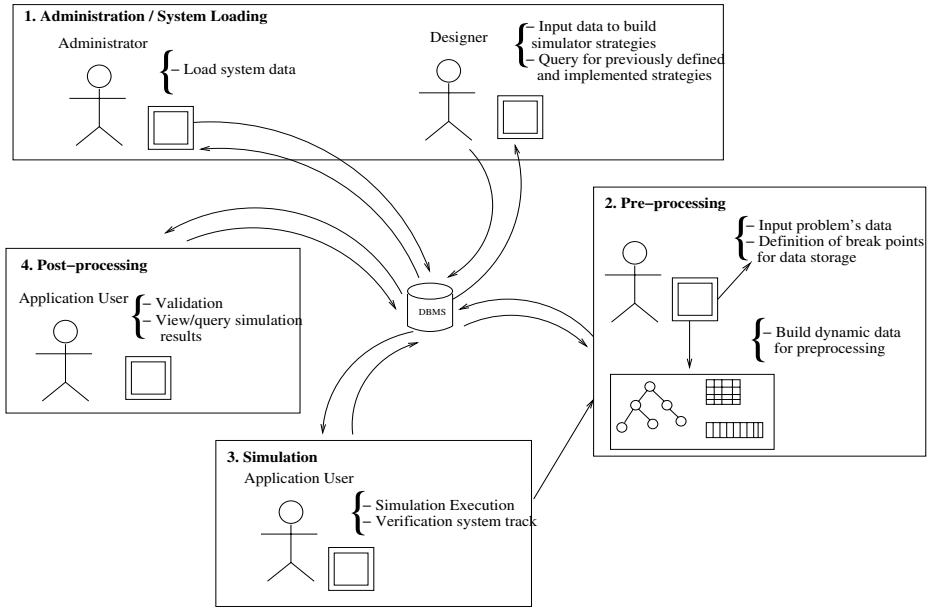 1. Administration / System Loading
Administrator
– Load system data
Designer
– Input data to build
simulator strategies
– Query for previously defined
and implemented strategies
2. Pre–processing
– Input problem's data
– Definition of break points
for data storage
– Build dynamic data
for preprocessing
4. Post–processing
Application User
– Validation
– View/query simulation
results
DBMS
3. Simulation
Application User
– Simulation Execution
– Verification system track